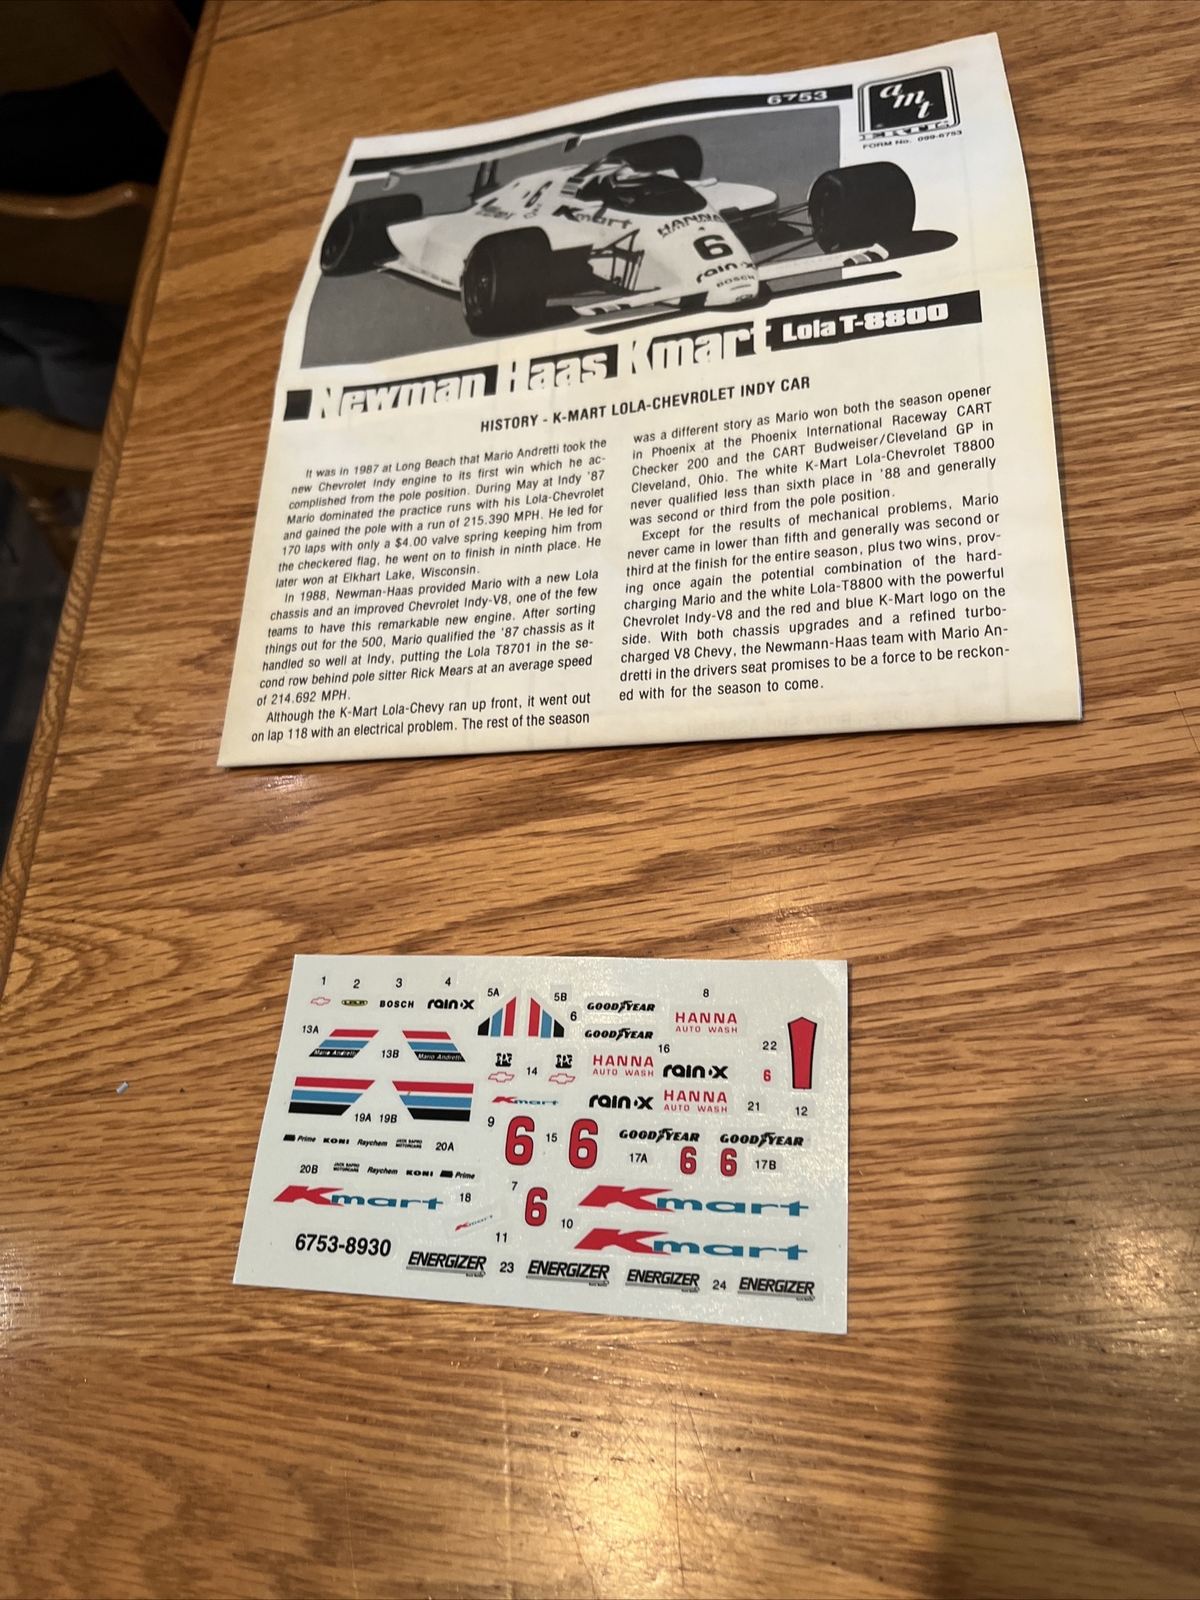 6753
amt
ERTL
FORM No. 099-6753
6
Kmart
HANNA
6
rain-x
BOSCH
Newman Haas Kmart Lola T-8800
HISTORY - K-MART LOLA-CHEVROLET INDY CAR
It was in 1987 at Long Beach that Mario Andretti took the
new Chevrolet Indy engine to its first win which he ac-
complished from the pole position. During May at Indy '87
Mario dominated the practice runs with his Lola-Chevrolet
and gained the pole with a run of 215.390 MPH. He led for
170 laps with only a $4.00 valve spring keeping him from
the checkered flag, he went on to finish in ninth place. He
later won at Elkhart Lake, Wisconsin.
In 1988, Newman-Haas provided Mario with a new Lola
chassis and an improved Chevrolet Indy-V8, one of the few
teams to have this remarkable new engine. After sorting
things out for the 500, Mario qualified the '87 chassis as it
handled so well at Indy, putting the Lola T8701 in the se-
cond row behind pole sitter Rick Mears at an average speed
of 214.692 MPH.
Although the K-Mart Lola-Chevy ran up front, it went out
on lap 118 with an electrical problem. The rest of the season
was a different story as Mario won both the season opener
in Phoenix at the Phoenix International Raceway CART
Checker 200 and the CART Budweiser/Cleveland GP in
Cleveland, Ohio. The white K-Mart Lola-Chevrolet T8800
never qualified less than sixth place in '88 and generally
was second or third from the pole position.
Except for the results of mechanical problems, Mario
never came in lower than fifth and generally was second or
third at the finish for the entire season, plus two wins, prov-
ing once again the potential combination of the hard-
charging Mario and the white Lola-T8800 with the powerful
Chevrolet Indy-V8 and the red and blue K-Mart logo on the
side. With both chassis upgrades and a refined turbo-
charged V8 Chevy, the Newmann-Haas team with Mario An-
dretti in the drivers seat promises to be a force to be reckon-
ed with for the season to come.
1 2 3 4 5A 5B 6 8
LOLA BOSCH rain·X GOODYEAR HANNA
AUTO WASH
GOODYEAR
13A Mario Andretti 13B Mario Andretti 16 22
14 HANNA
AUTO WASH
rain·X 6
Kmart rain·X HANNA
AUTO WASH
21 12
19A 19B 9 6 15 6 GOODYEAR GOODYEAR
17A 6 6 17B
Prime KONI Raychem JACK SAPRO
MOTORCARS
20A
20B JACK SAPRO
MOTORCARS
Raychem KONI Prime
Kmart 18 7 6 Kmart
Kmart 11 10 Kmart
6753-8930 ENERGIZER 23 ENERGIZER ENERGIZER 24 ENERGIZER